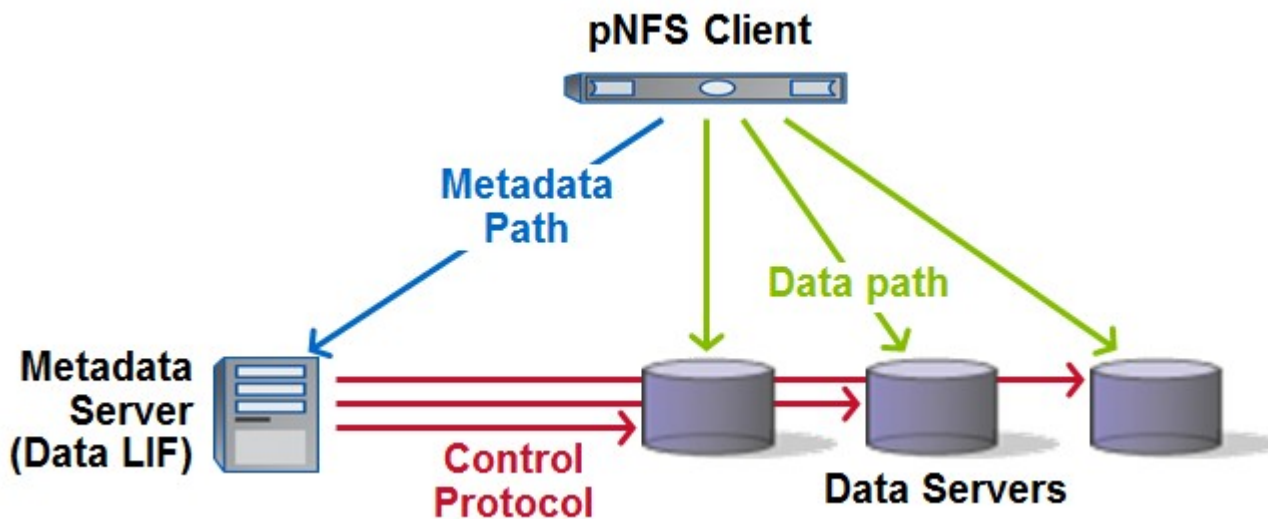 pNFS Client
Metadata
Path
Data path
Metadata
Server
(Data LIF)
Control
Protocol
Data Servers